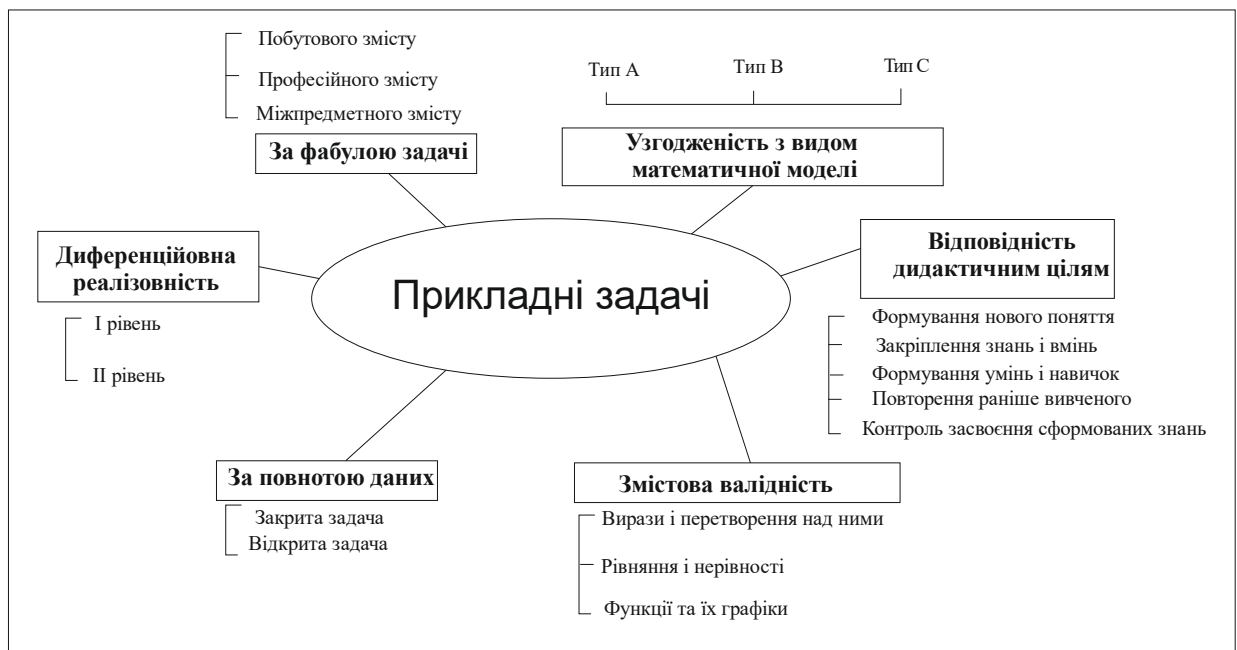 Побутового змісту
Професійного змісту
Міжпредметного змісту
За фабулою задачі
Тип А
Тип В
Тип С
Узгодженість з видом
математичної моделі
Диференційовна
реалізовність
І рівень
ІІ рівень
Прикладні задачі
Відповідність
дидактичним цілям
Формування нового поняття
Закріплення знань і вмінь
Формування умінь і навичок
Повторення раніше вивченого
Контроль засвоєння сформованих знань
За повнотою даних
Закрита задача
Відкрита задача
Змістова валідність
Вирази і перетворення над ними
Рівняння і нерівності
Функції та їх графіки